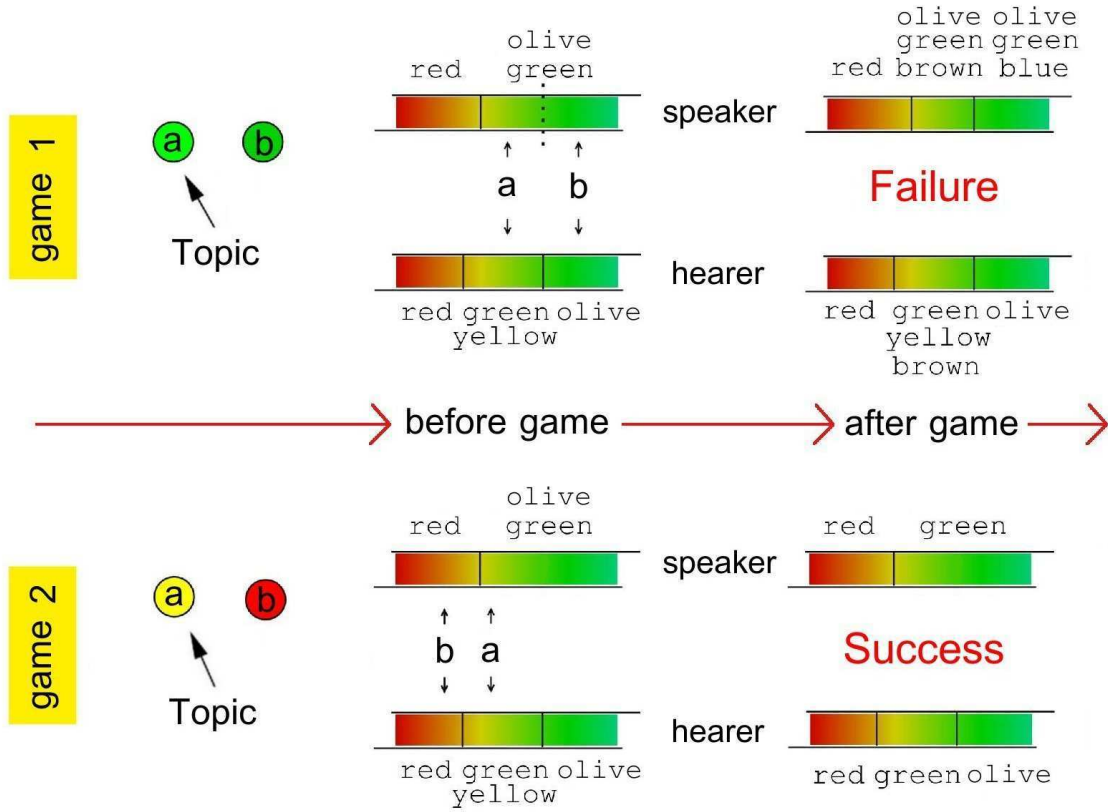 game 1
a b
Topic
olive
red green
speaker
a b
hearer
red green olive
yellow
olive olive
green green
red brown blue
Failure
red green olive
yellow
brown
before game
after game
game 2
a b
Topic
olive
red green
speaker
b a
hearer
red green olive
yellow
red green
Success
red green olive